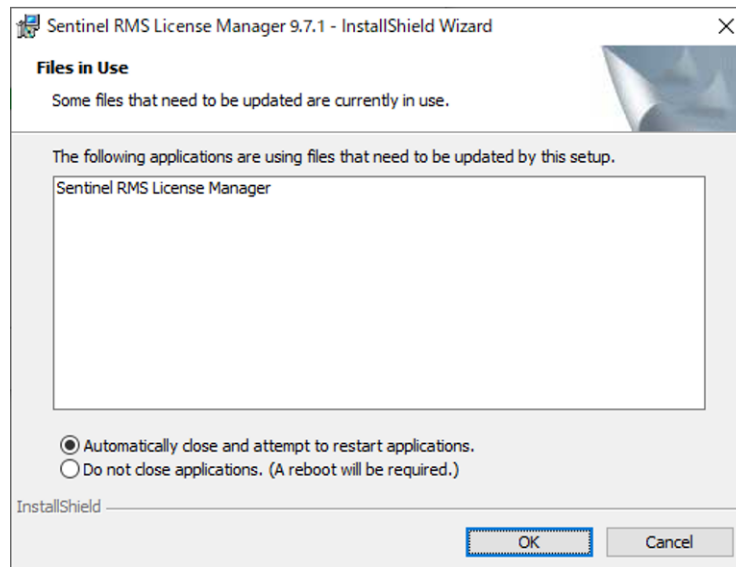 Sentinel RMS License Manager 9.7.1 - InstallShield Wizard
Files in Use
Some files that need to be updated are currently in use.
The following applications are using files that need to be updated by this setup.
Sentinel RMS License Manager
Automatically close and attempt to restart applications.
Do not close applications. (A reboot will be required.)
InstallShield
OK
Cancel